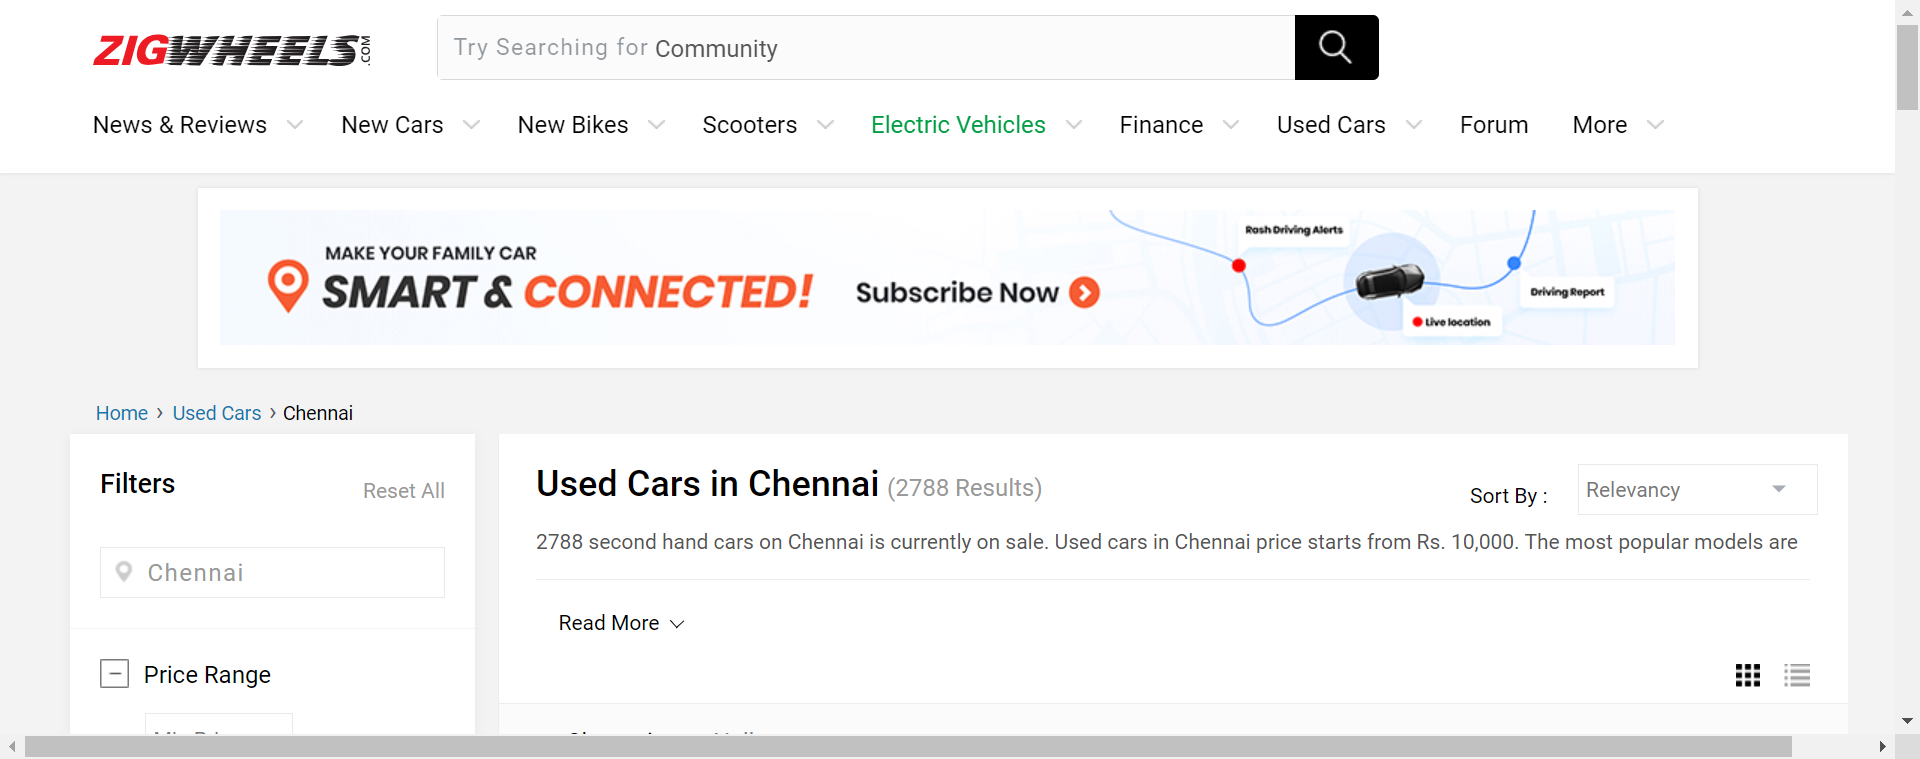 ZIGWHEELS.COM
Try Searching for Community
News & Reviews New Cars New Bikes Scooters Electric Vehicles Finance Used Cars Forum More
MAKE YOUR FAMILY CAR
SMART & CONNECTED!
Subscribe Now
Rash Driving Alerts
Driving Report
Live location
Home › Used Cars › Chennai
Filters
Reset All
Chennai
Price Range
Used Cars in Chennai (2788 Results)
Sort By :
Relevancy
2788 second hand cars on Chennai is currently on sale. Used cars in Chennai price starts from Rs. 10,000. The most popular models are
Read More